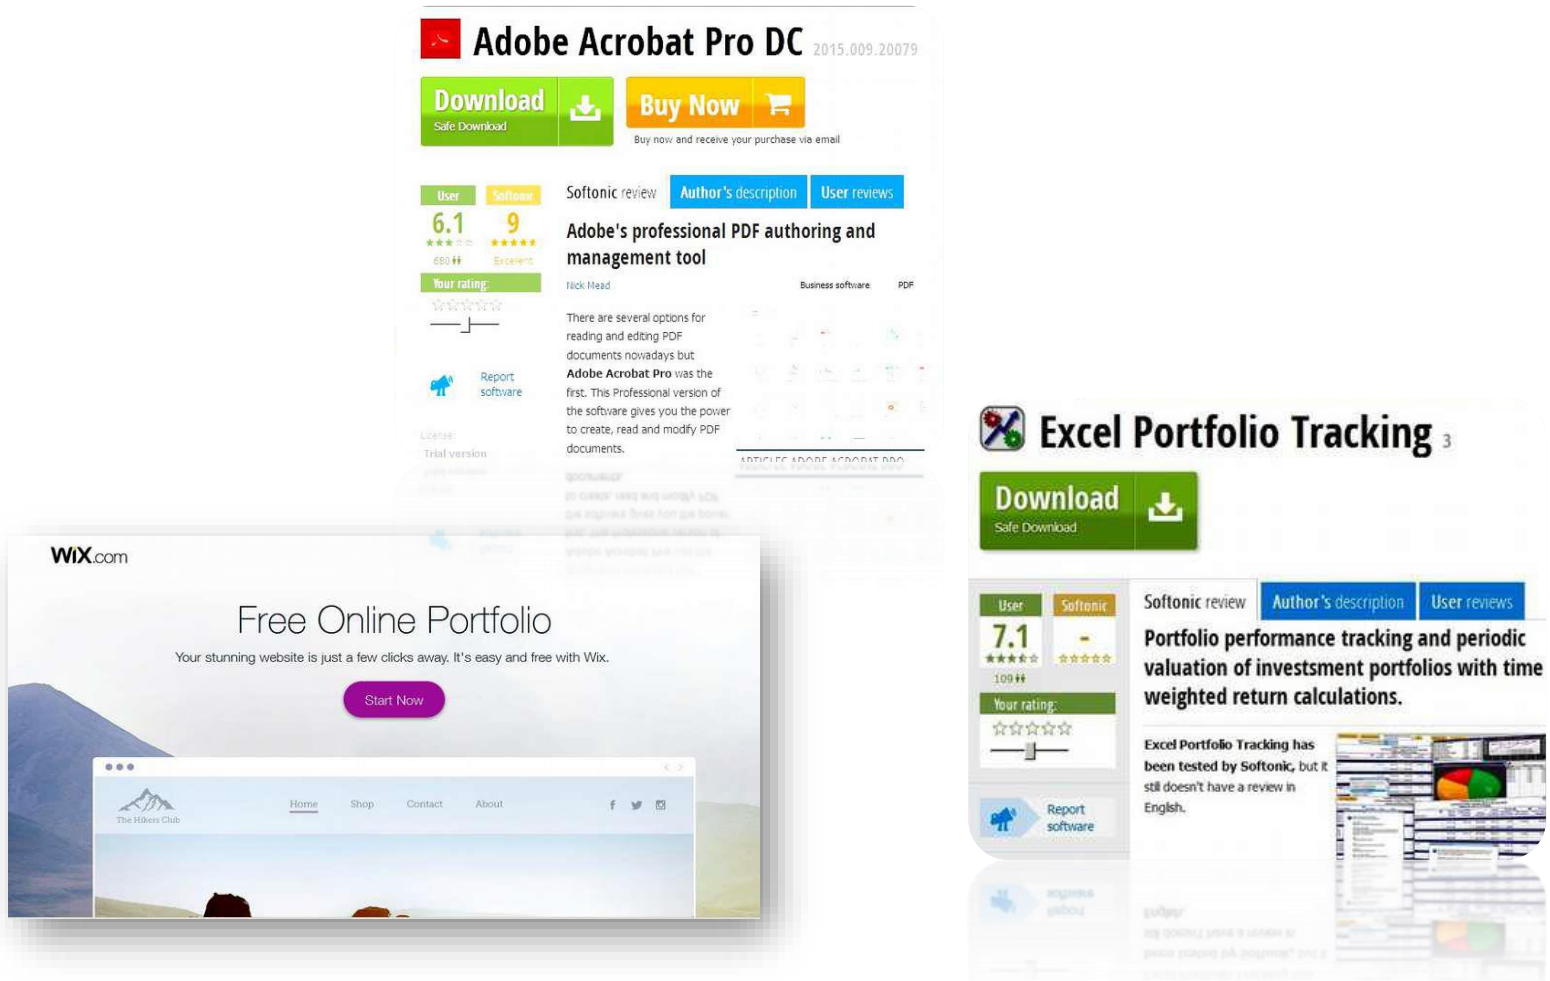 Adobe Acrobat Pro DC 2015.009.20079
Download
Safe Download
Buy Now
Buy now and receive your purchase via email
User
Softonic
6.1
9
680
Excellent
Your rating:
Report
software
License:
Trial version
Softonic review
Author's description
User reviews
Adobe's professional PDF authoring and
management tool
Nick Mead
Business software
PDF
There are several options for
reading and editing PDF
documents nowadays but
Adobe Acrobat Pro was the
first. This Professional version of
the software gives you the power
to create, read and modify PDF
documents.
ARTICLES ADOBE ACROBAT PRO
WiX.com
Free Online Portfolio
Your stunning website is just a few clicks away. It's easy and free with Wix.
Start Now
The Hikers Club
Home
Shop
Contact
About
Excel Portfolio Tracking 3
Download
Safe Download
User
Softonic
7.1
-
109
Your rating:
Report
software
Softonic review
Author's description
User reviews
Portfolio performance tracking and periodic
valuation of investsment portfolios with time
weighted return calculations.
Excel Portfolio Tracking has
been tested by Softonic, but it
still doesn't have a review in
English.